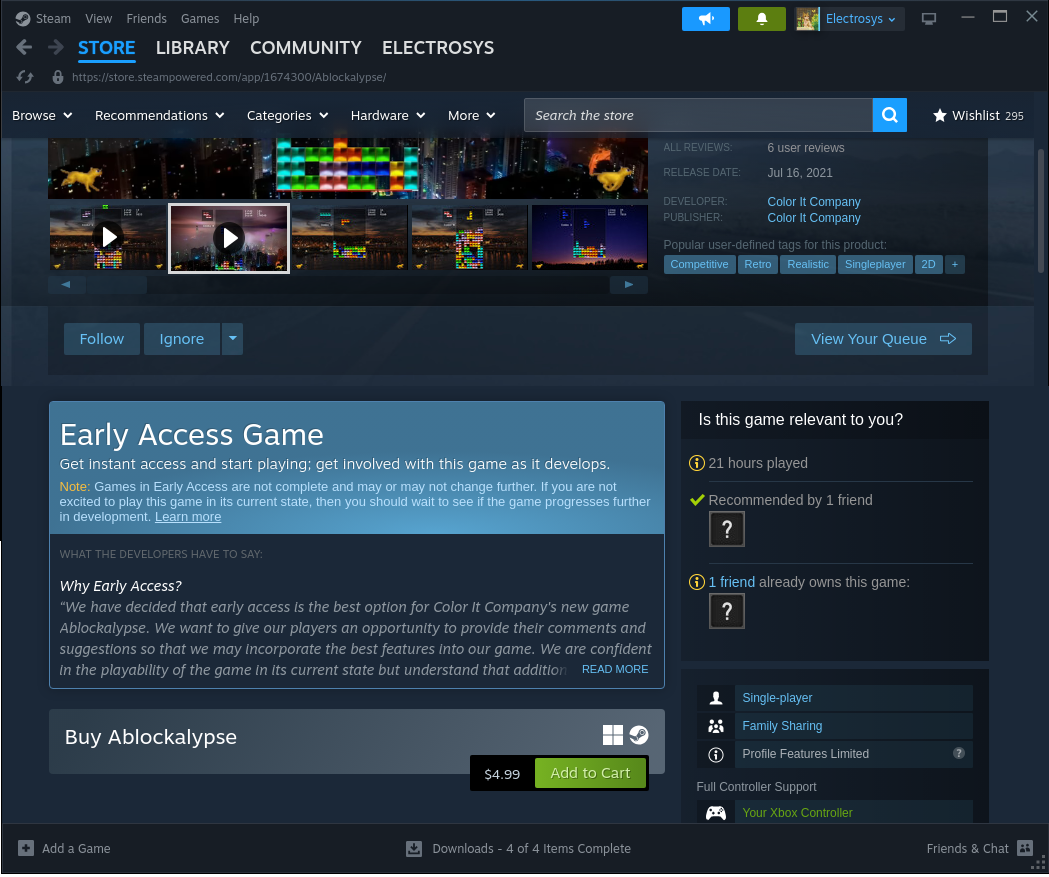 Steam View Friends Games Help Electrosys
STORE LIBRARY COMMUNITY ELECTROSYS
https://store.steampowered.com/app/1674300/Ablockalypse/
Browse Recommendations Categories Hardware More Search the store Wishlist 295
ALL REVIEWS: 6 user reviews
RELEASE DATE: Jul 16, 2021
DEVELOPER: Color It Company
PUBLISHER: Color It Company
Popular user-defined tags for this product:
Competitive Retro Realistic Singleplayer 2D +
Follow Ignore View Your Queue
Early Access Game
Get instant access and start playing; get involved with this game as it develops.
Note: Games in Early Access are not complete and may or may not change further. If you are not
excited to play this game in its current state, then you should wait to see if the game progresses further
in development. Learn more
WHAT THE DEVELOPERS HAVE TO SAY:
Why Early Access?
“We have decided that early access is the best option for Color It Company's new game
Ablockalypse. We want to give our players an opportunity to provide their comments and
suggestions so that we may incorporate the best features into our game. We are confident
in the playability of the game in its current state but understand that addition READ MORE
Buy Ablockalypse
$4.99 Add to Cart
Is this game relevant to you?
21 hours played
Recommended by 1 friend
?
1 friend already owns this game:
?
Single-player
Family Sharing
Profile Features Limited ?
Full Controller Support
Your Xbox Controller
Add a Game Downloads - 4 of 4 Items Complete Friends & Chat